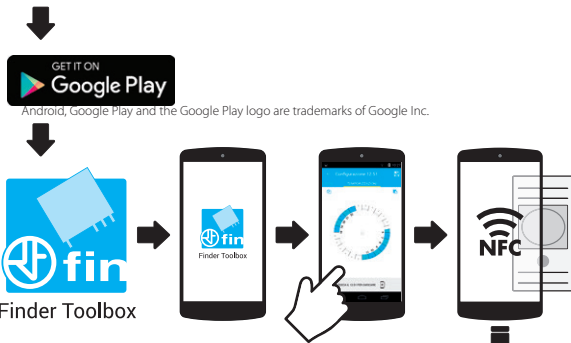 GET IT ON
Google Play
Android, Google Play and the Google Play logo are trademarks of Google Inc.
fin
Finder Toolbox
fin
Finder Toolbox
NFC